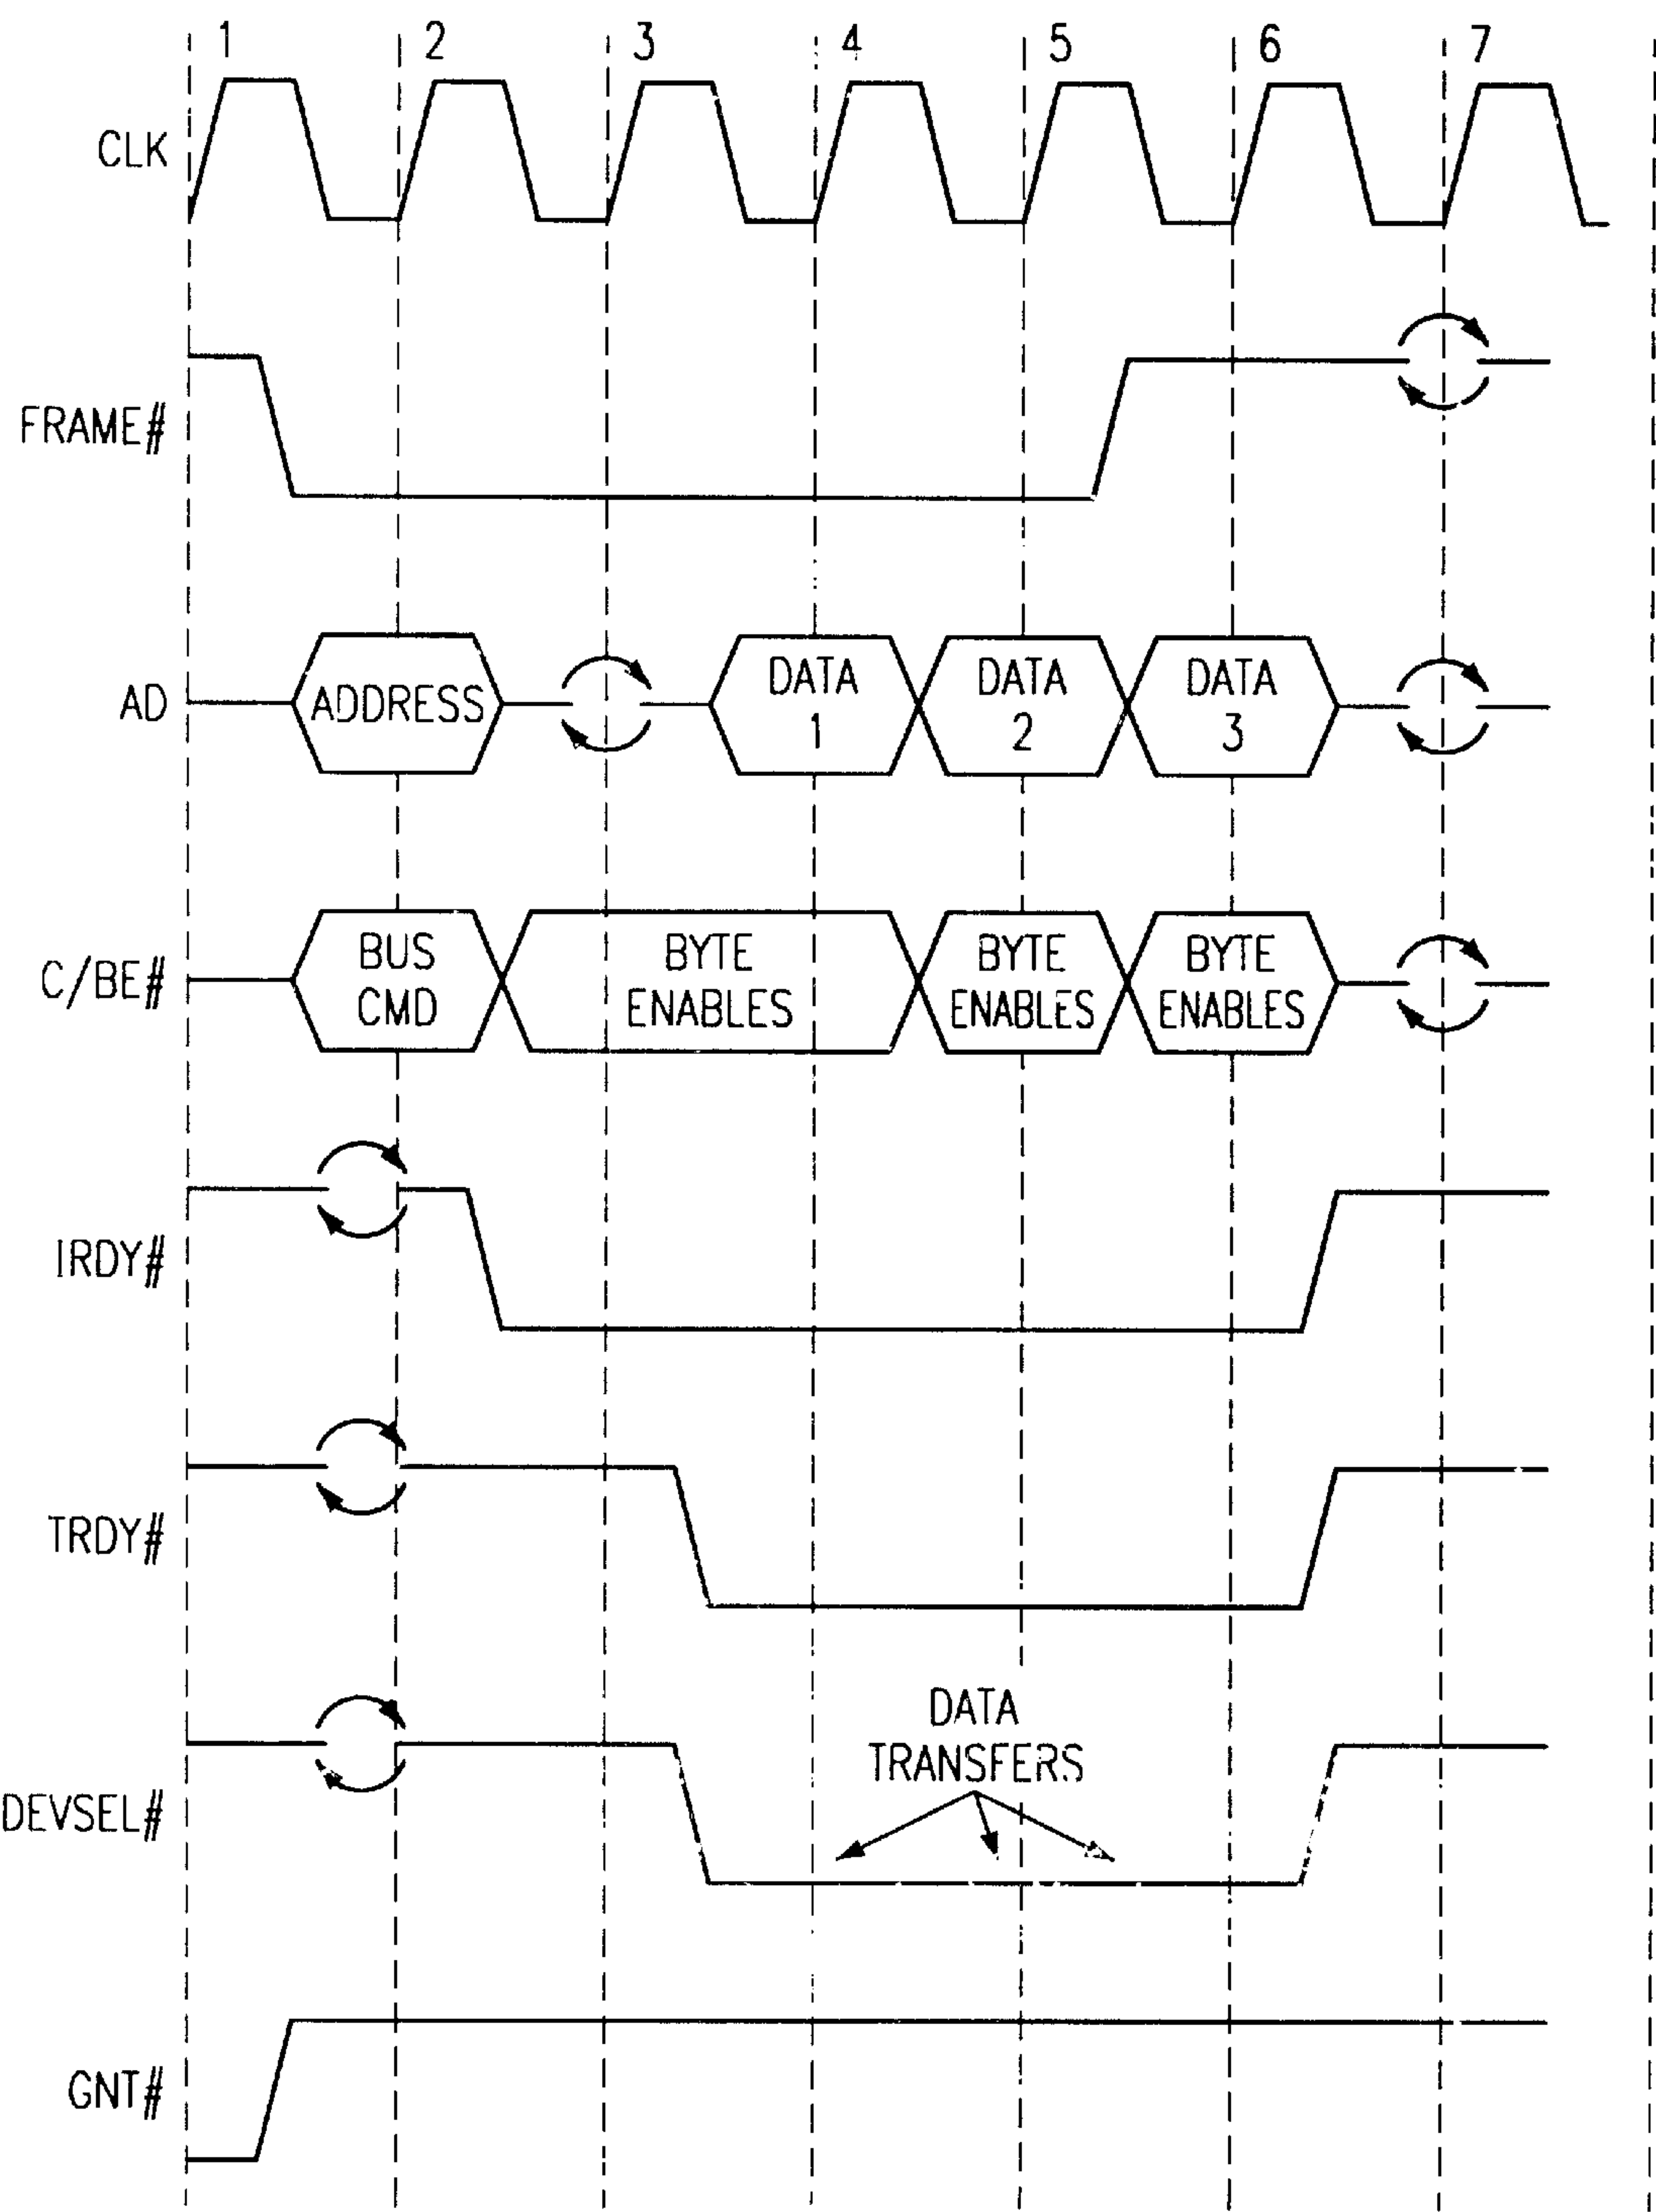 1 2 3 4 5 6 7
CLK
FRAME#
AD
ADDRESS
DATA
1
DATA
2
DATA
3
C/BE#
BUS
CMD
BYTE
ENABLES
BYTE
ENABLES
BYTE
ENABLES
IRDY#
TRDY#
DEVSEL#
DATA
TRANSFERS
GNT#